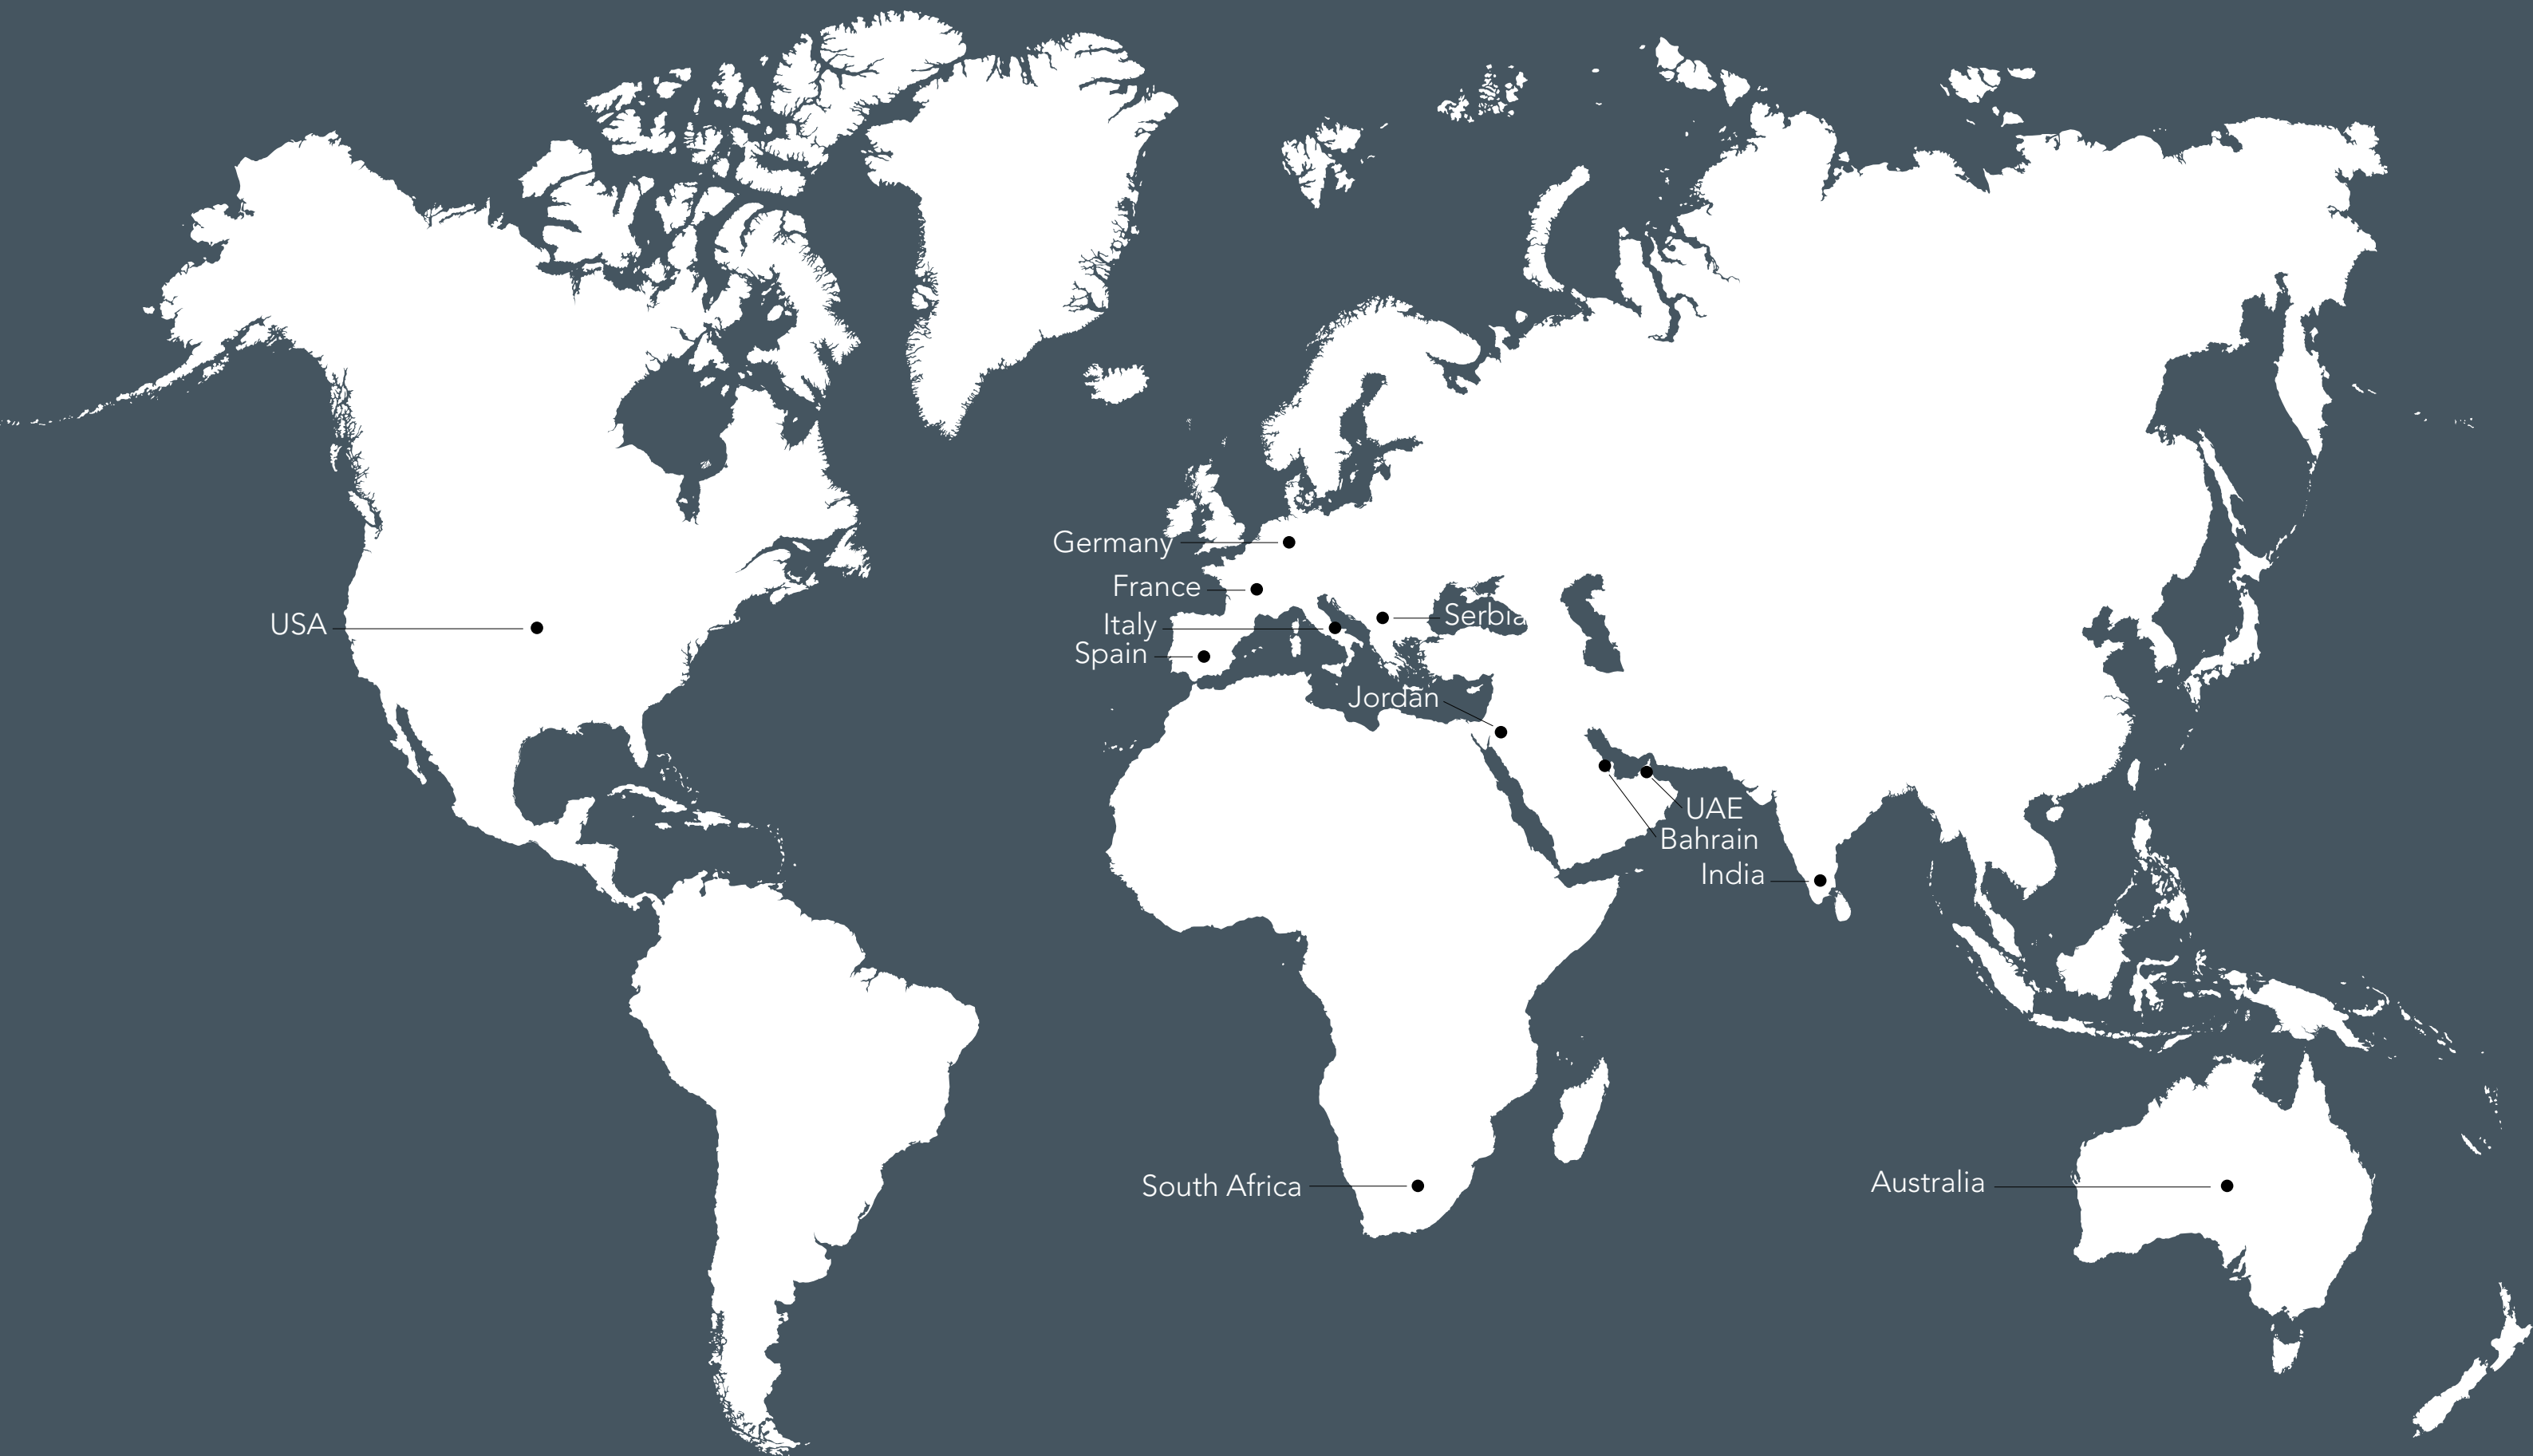 Germany
France
USA
Italy
Serbia
Spain
Jordan
UAE
Bahrain
India
South Africa
Australia